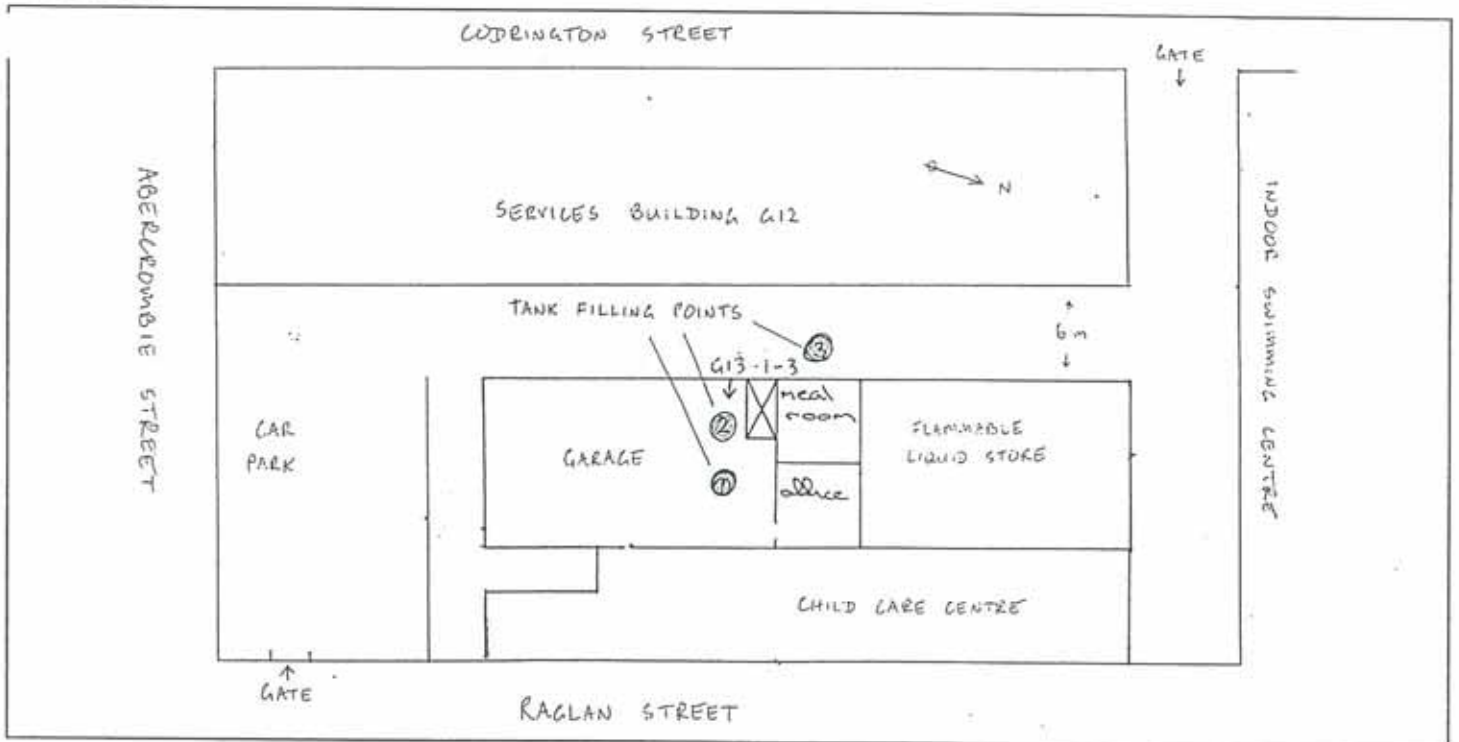 CODRINGTON STREET
GATE
ABERCROMBIE STREET
N
SERVICES BUILDING G12
INDOOR SWIMMING CENTRE
TANK FILLING POINTS
6m
3
G13-1-3
meal
room
2
CAR
PARK
GARAGE
FLAMMABLE
LIQUID STORE
1
office
CHILD CARE CENTRE
GATE
RAGLAN STREET